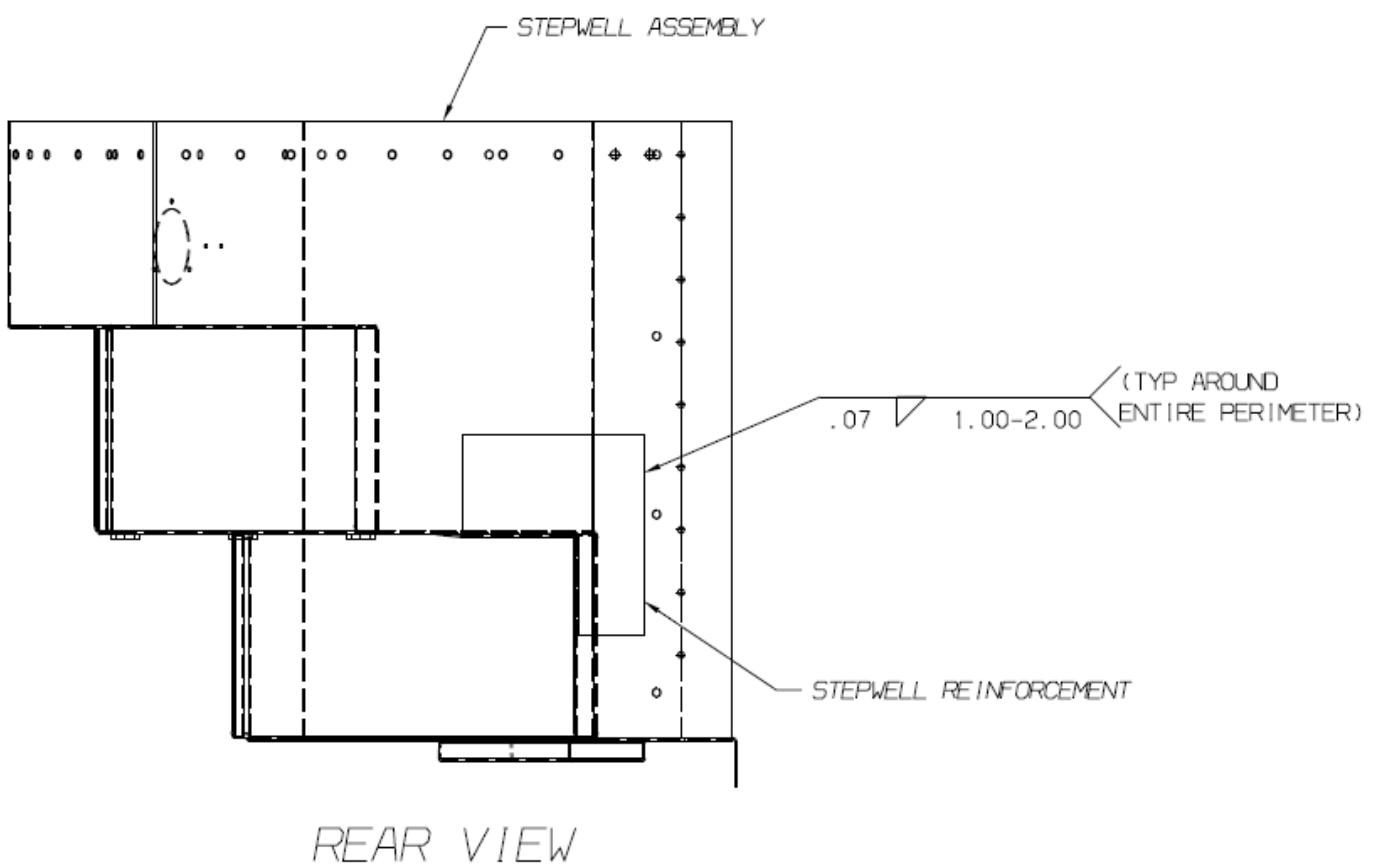 STEPWELL ASSEMBLY
(TYP AROUND
ENTIRE PERIMETER)
.07 1.00-2.00
STEPWELL REINFORCEMENT
REAR VIEW